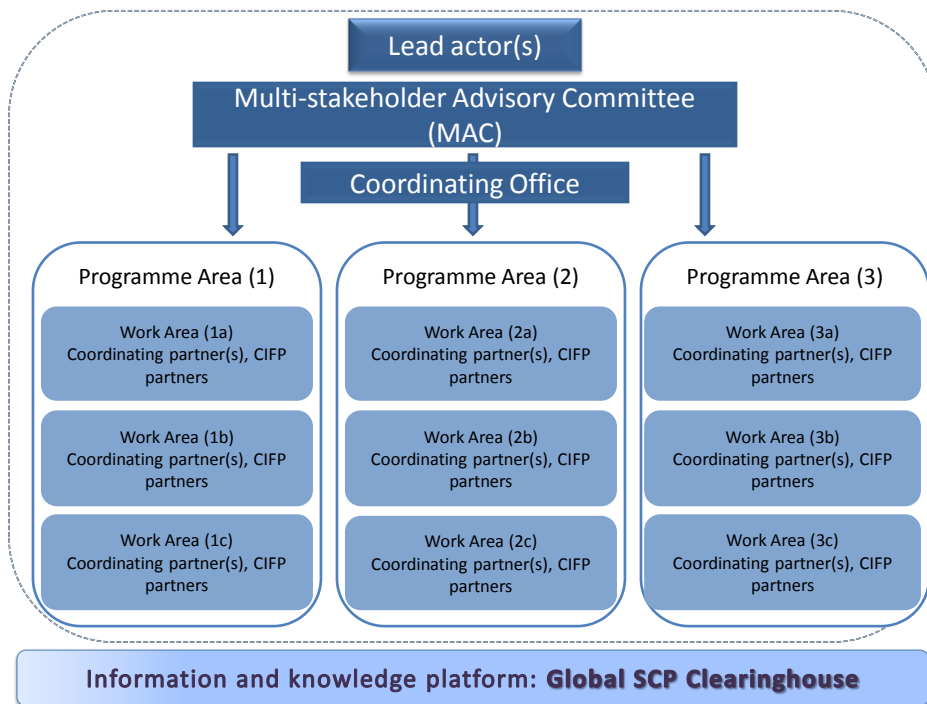 Lead actor(s)
Multi-stakeholder Advisory Committee
(MAC)
Coordinating Office
Programme Area (1)
Work Area (1a)
Coordinating partner(s), CIFP
partners
Work Area (1b)
Coordinating partner(s), CIFP
partners
Work Area (1c)
Coordinating partner(s), CIFP
partners
Programme Area (2)
Work Area (2a)
Coordinating partner(s), CIFP
partners
Work Area (2b)
Coordinating partner(s), CIFP
partners
Work Area (2c)
Coordinating partner(s), CIFP
partners
Programme Area (3)
Work Area (3a)
Coordinating partner(s), CIFP
partners
Work Area (3b)
Coordinating partner(s), CIFP
partners
Work Area (3c)
Coordinating partner(s), CIFP
partners
Information and knowledge platform: Global SCP Clearinghouse